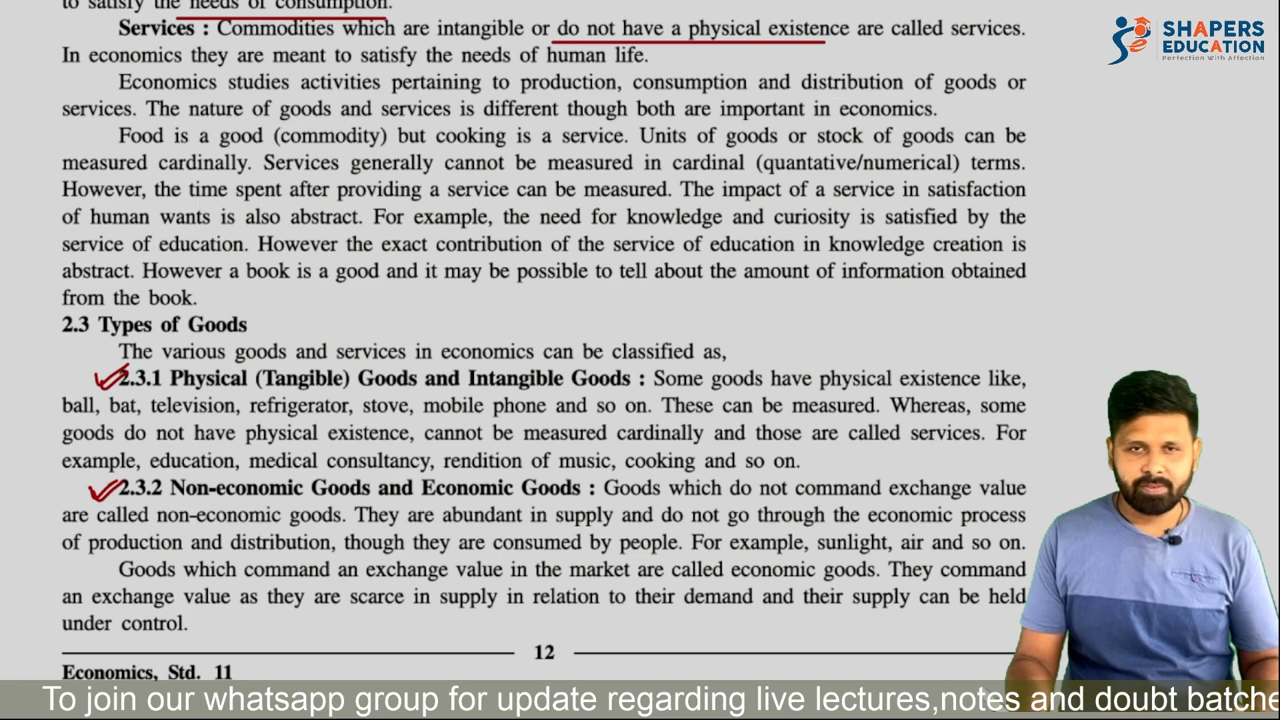 to satisfy the needs of consumption.
Services : Commodities which are intangible or do not have a physical existence are called services.
In economics they are meant to satisfy the needs of human life.
Economics studies activities pertaining to production, consumption and distribution of goods or
services. The nature of goods and services is different though both are important in economics.
Food is a good (commodity) but cooking is a service. Units of goods or stock of goods can be
measured cardinally. Services generally cannot be measured in cardinal (quantative/numerical) terms.
However, the time spent after providing a service can be measured. The impact of a service in satisfaction
of human wants is also abstract. For example, the need for knowledge and curiosity is satisfied by the
service of education. However the exact contribution of the service of education in knowledge creation is
abstract. However a book is a good and it may be possible to tell about the amount of information obtained
from the book.
2.3 Types of Goods
The various goods and services in economics can be classified as,
2.3.1 Physical (Tangible) Goods and Intangible Goods : Some goods have physical existence like,
ball, bat, television, refrigerator, stove, mobile phone and so on. These can be measured. Whereas, some
goods do not have physical existence, cannot be measured cardinally and those are called services. For
example, education, medical consultancy, rendition of music, cooking and so on.
2.3.2 Non-economic Goods and Economic Goods : Goods which do not command exchange value
are called non-economic goods. They are abundant in supply and do not go through the economic process
of production and distribution, though they are consumed by people. For example, sunlight, air and so on.
Goods which command an exchange value in the market are called economic goods. They command
an exchange value as they are scarce in supply in relation to their demand and their supply can be held
under control.
12
Economics, Std. 11
SHAPERS
EDUCATION
Perfection With Affection
To join our whatsapp group for update regarding live lectures,notes and doubt batche